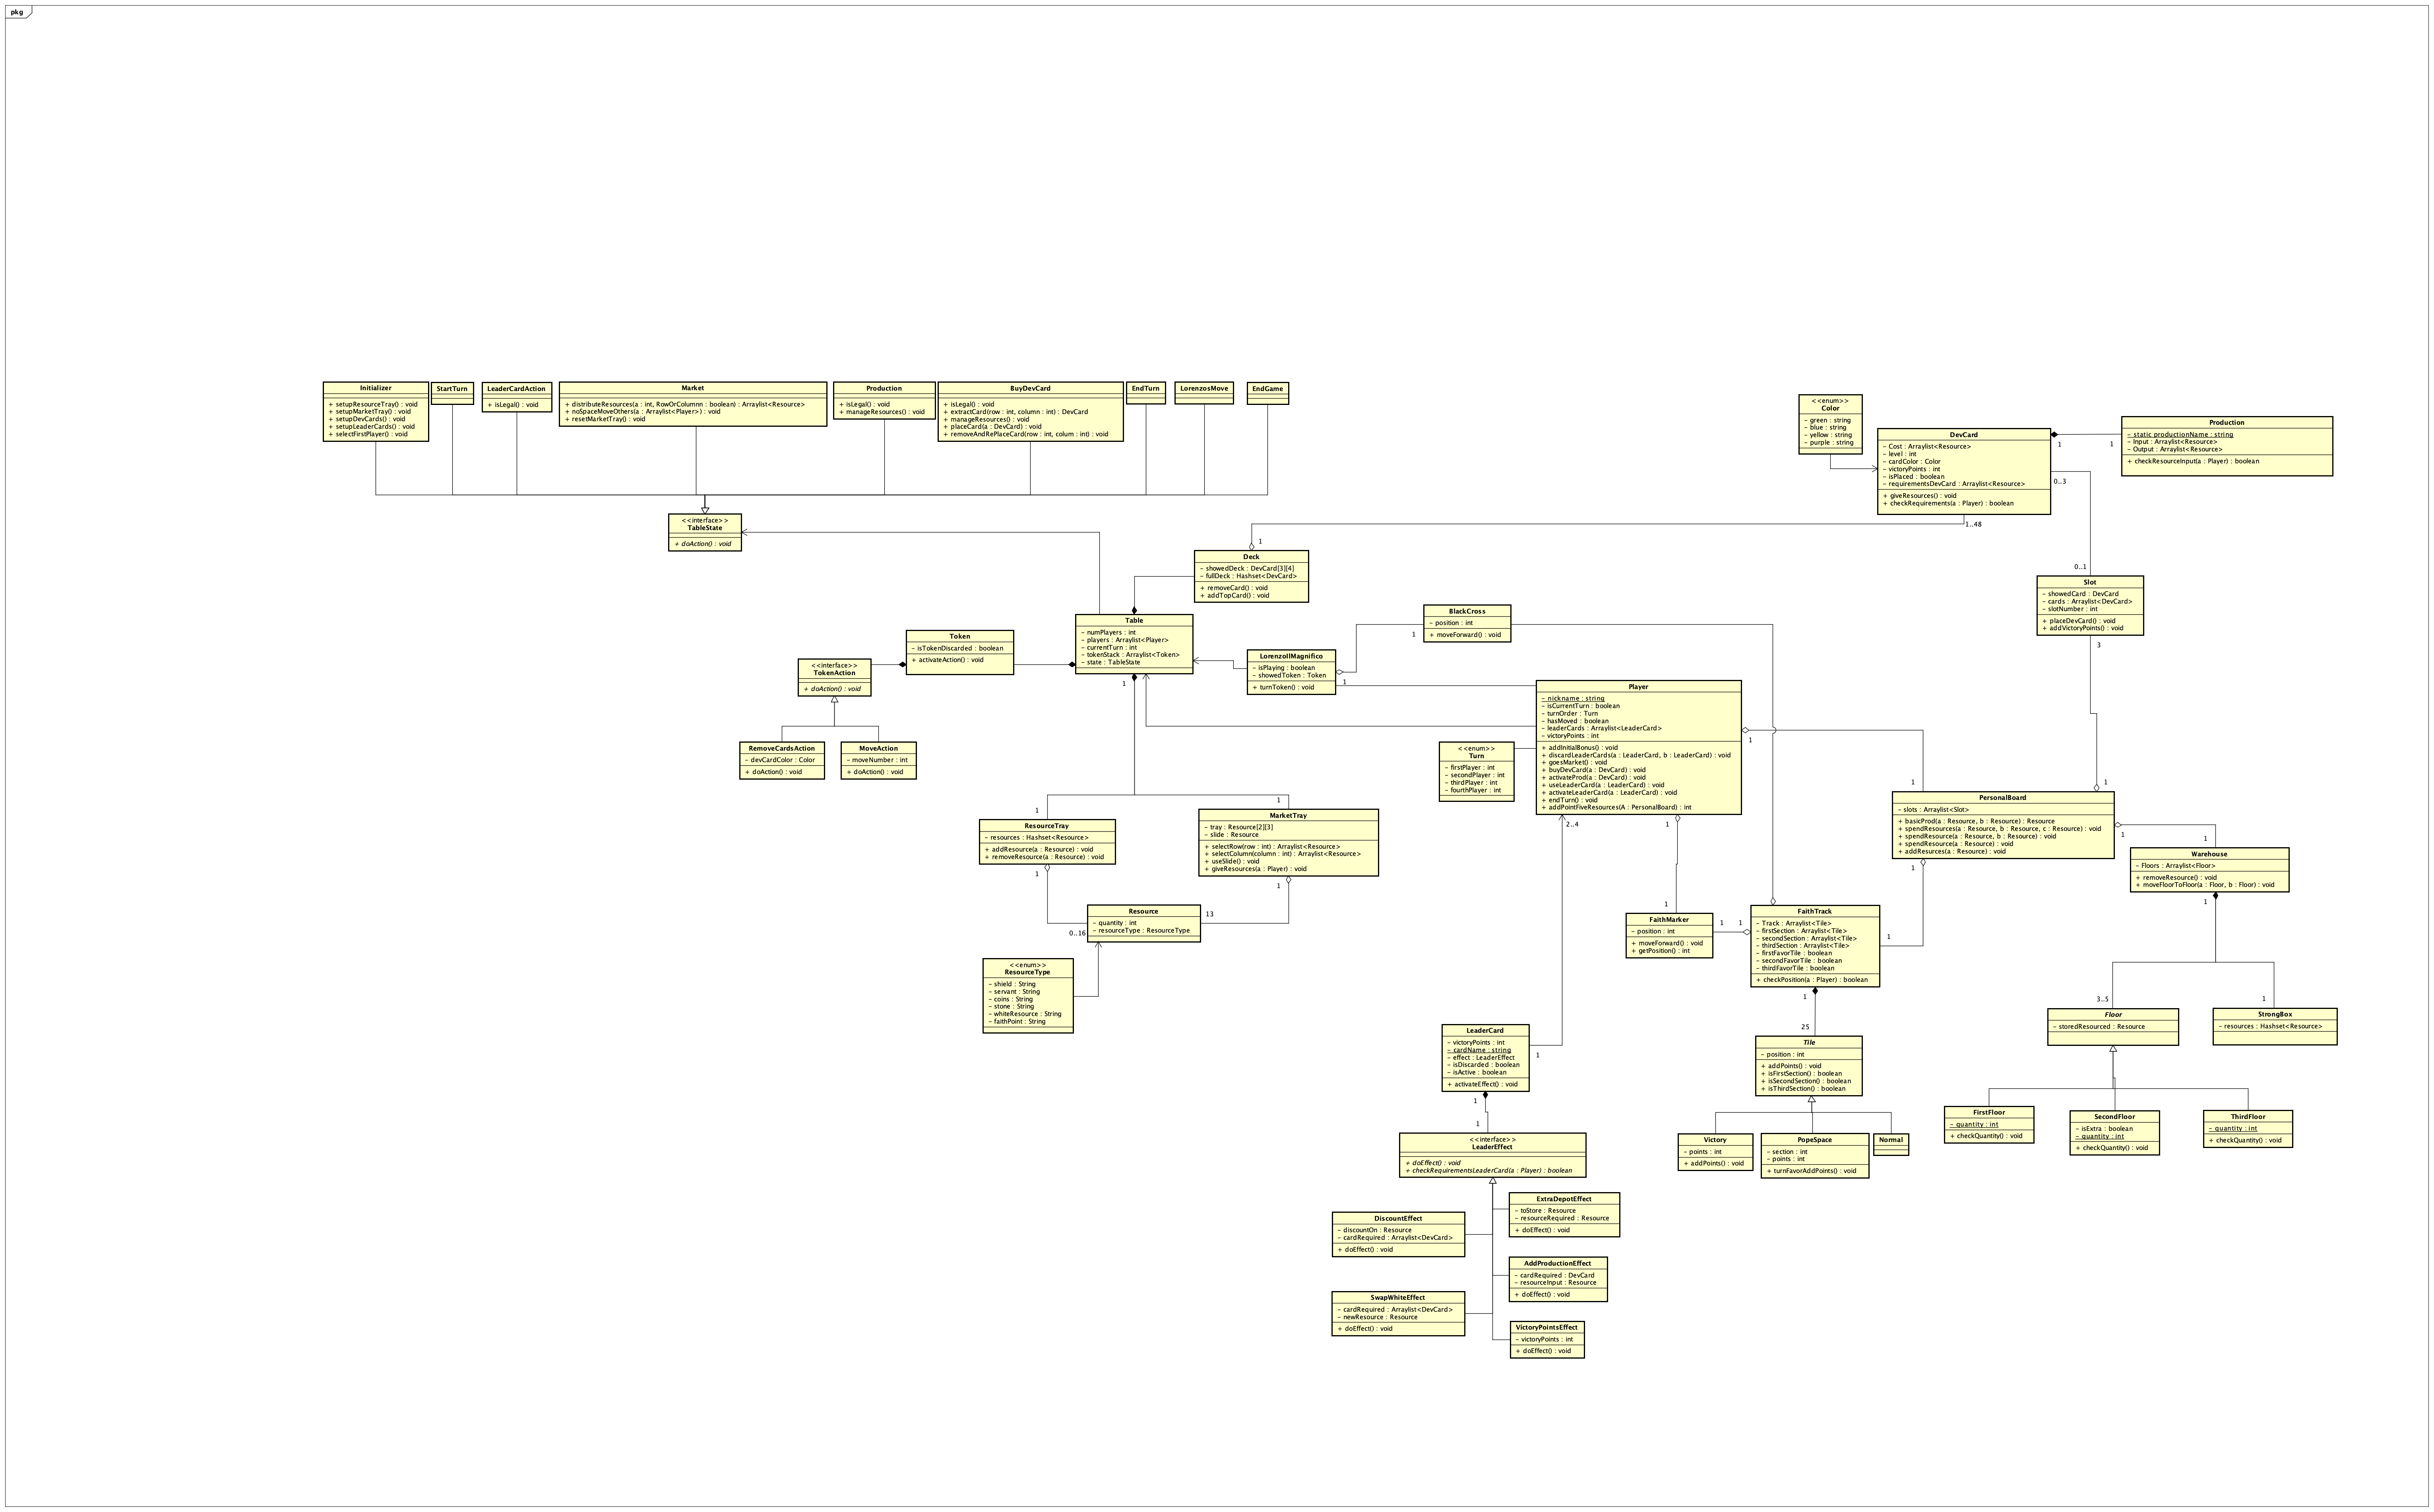 pkg
Initializer
+ setupResourceTray() : void
+ setupMarketTray() : void
+ setupDevCards() : void
+ setupLeaderCards() : void
+ selectFirstPlayer() : void
StartTurn
LeaderCardAction
+ isLegal() : void
Market
+ distributeResources(a : int, RowOrColumnn : boolean) : Arraylist<Resource>
+ noSpaceMoveOthers(a : Arraylist<Player>) : void
+ resetMarketTray() : void
Production
+ isLegal() : void
+ manageResources() : void
BuyDevCard
+ isLegal() : void
+ extractCard(row : int, column : int) : DevCard
+ manageResources() : void
+ placeCard(a : DevCard) : void
+ removeAndRePlaceCard(row : int, colum : int) : void
EndTurn
LorenzosMove
EndGame
<<enum>>
Color
- green : string
- blue : string
- yellow : string
- purple : string
DevCard
- Cost : Arraylist<Resource>
- level : int
- cardColor : Color
- victoryPoints : int
- isPlaced : boolean
- requirementsDevCard : Arraylist<Resource>
+ giveResources() : void
+ checkRequirements(a : Player) : boolean
1
1
Production
- static productionName : string
- Input : Arraylist<Resource>
- Output : Arraylist<Resource>
+ checkResourceInput(a : Player) : boolean
0..3
1..48
<<interface>>
TableState
+ doAction() : void
1
Deck
- showedDeck : DevCard[3][4]
- fullDeck : Hashset<DevCard>
+ removeCard() : void
+ addTopCard() : void
0..1
Slot
- showedCard : DevCard
- cards : Arraylist<DevCard>
- slotNumber : int
+ placeDevCard() : void
+ addVictoryPoints() : void
3
Table
- numPlayers : int
- players : Arraylist<Player>
- currentTurn : int
- tokenStack : Arraylist<Token>
- state : TableState
1
Token
- isTokenDiscarded : boolean
+ activateAction() : void
<<interface>>
TokenAction
+ doAction() : void
RemoveCardsAction
- devCardColor : Color
+ doAction() : void
MoveAction
- moveNumber : int
+ doAction() : void
BlackCross
- position : int
+ moveForward() : void
1
LorenzoIlMagnifico
- isPlaying : boolean
- showedToken : Token
+ turnToken() : void
1
Player
- nickname : string
- isCurrentTurn : boolean
- turnOrder : Turn
- hasMoved : boolean
- leaderCards : Arraylist<LeaderCard>
- victoryPoints : int
+ addInitialBonus() : void
+ discardLeaderCards(a : LeaderCard, b : LeaderCard) : void
+ goesMarket() : void
+ buyDevCard(a : DevCard) : void
+ activateProd(a : DevCard) : void
+ useLeaderCard(a : LeaderCard) : void
+ activateLeaderCard(a : LeaderCard) : void
+ endTurn() : void
+ addPointFiveResources(A : PersonalBoard) : int
1
2..4
1
<<enum>>
Turn
- firstPlayer : int
- secondPlayer : int
- thirdPlayer : int
- fourthPlayer : int
1
1
PersonalBoard
- slots : Arraylist<Slot>
+ basicProd(a : Resource, b : Resource) : Resource
+ spendResources(a : Resource, b : Resource, c : Resource) : void
+ spendResource(a : Resource, b : Resource) : void
+ spendResource(a : Resource) : void
+ addResurces(a : Resource) : void
1
1
1
Warehouse
- Floors : Arraylist<Floor>
+ removeResource() : void
+ moveFloorToFloor(a : Floor, b : Floor) : void
1
1
ResourceTray
- resources : Hashset<Resource>
+ addResource(a : Resource) : void
+ removeResource(a : Resource) : void
1
1
MarketTray
- tray : Resource[2][3]
- slide : Resource
+ selectRow(row : int) : Arraylist<Resource>
+ selectColumn(column : int) : Arraylist<Resource>
+ useSlide() : void
+ giveResources(a : Player) : void
1
Resource
- quantity : int
- resourceType : ResourceType
13
0..16
<<enum>>
ResourceType
- shield : String
- servant : String
- coins : String
- stone : String
- whiteResource : String
- faithPoint : String
1
FaithMarker
- position : int
+ moveForward() : void
+ getPosition() : int
1
1
FaithTrack
- Track : Arraylist<Tile>
- firstSection : Arraylist<Tile>
- secondSection : Arraylist<Tile>
- thirdSection : Arraylist<Tile>
- firstFavorTile : boolean
- secondFavorTile : boolean
- thirdFavorTile : boolean
+ checkPosition(a : Player) : boolean
1
1
25
Tile
- position : int
+ addPoints() : void
+ isFirstSection() : boolean
+ isSecondSection() : boolean
+ isThirdSection() : boolean
Victory
- points : int
+ addPoints() : void
PopeSpace
- section : int
- points : int
+ turnFavorAddPoints() : void
Normal
3..5
Floor
- storedResourced : Resource
1
StrongBox
- resources : Hashset<Resource>
FirstFloor
- quantity : int
+ checkQuantity() : void
SecondFloor
- isExtra : boolean
- quantity : int
+ checkQuantity() : void
ThirdFloor
- quantity : int
+ checkQuantity() : void
LeaderCard
- victoryPoints : int
- cardName : string
- effect : LeaderEffect
- isDiscarded : boolean
- isActive : boolean
+ activateEffect() : void
1
1
1
<<interface>>
LeaderEffect
+ doEffect() : void
+ checkRequirementsLeaderCard(a : Player) : boolean
DiscountEffect
- discountOn : Resource
- cardRequired : Arraylist<DevCard>
+ doEffect() : void
ExtraDepotEffect
- toStore : Resource
- resourceRequired : Resource
+ doEffect() : void
AddProductionEffect
- cardRequired : DevCard
- resourceInput : Resource
+ doEffect() : void
SwapWhiteEffect
- cardRequired : Arraylist<DevCard>
- newResource : Resource
+ doEffect() : void
VictoryPointsEffect
- victoryPoints : int
+ doEffect() : void